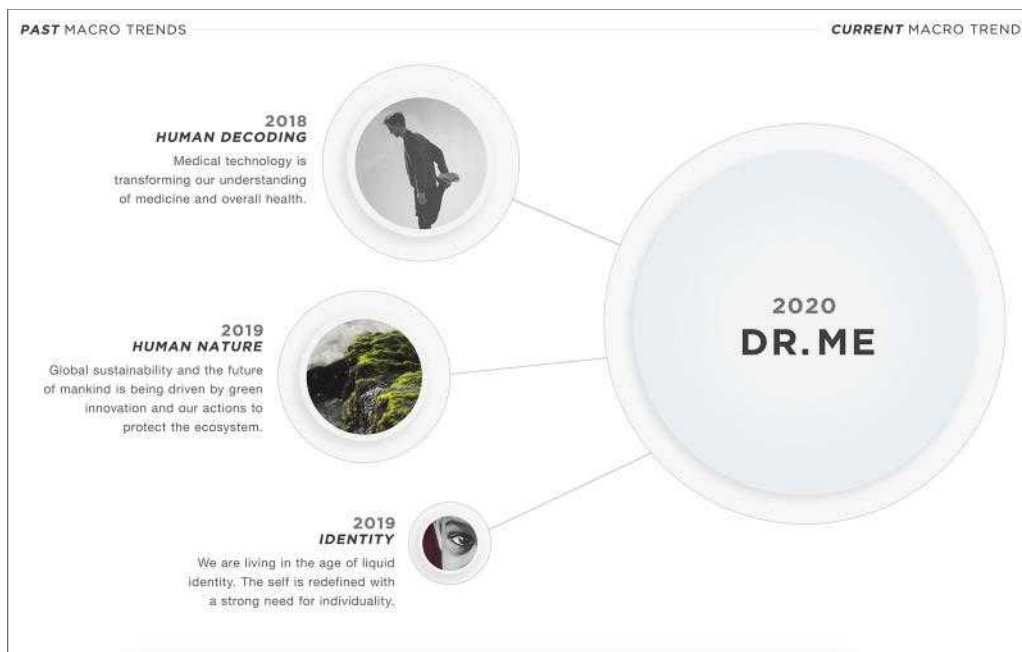 PAST MACRO TRENDS
CURRENT MACRO TREND
2018
HUMAN DECODING
Medical technology is
transforming our understanding
of medicine and overall health.
2019
HUMAN NATURE
Global sustainability and the future
of mankind is being driven by green
innovation and our actions to
protect the ecosystem.
2019
IDENTITY
We are living in the age of liquid
identity. The self is redefined with
a strong need for individuality.
2020
DR.ME